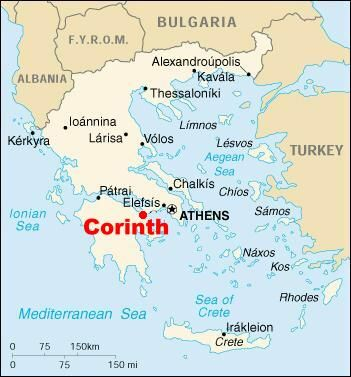 BULGARIA
F.Y.R.O.M.
ALBANIA
Alexandroúpolis
Kavála
Thessaloníki
Ioánnina
Límnos
Kérkyra
Lárisa
Vólos
Lésvos
TURKEY
Aegean
Sea
Chalkís
Chíos
Pátrai
Elefsís
Ionian
Sea
ATHENS
Sámos
Corinth
Náxos
Kos
Rhodes
Mediterranean Sea
Sea of
Crete
Irákleion
Crete
0 75 150km
0 75 150 mi